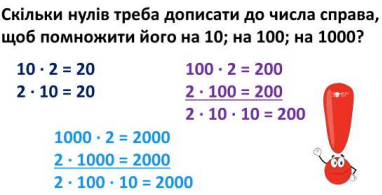 Скільки нулів треба дописати до числа справа,
щоб помножити його на 10; на 100; на 1000?
10 · 2 = 20
2 · 10 = 20
100 · 2 = 200
2 · 100 = 200
2 · 10 · 10 = 200
1000 · 2 = 2000
2 · 1000 = 2000
2 · 100 · 10 = 2000